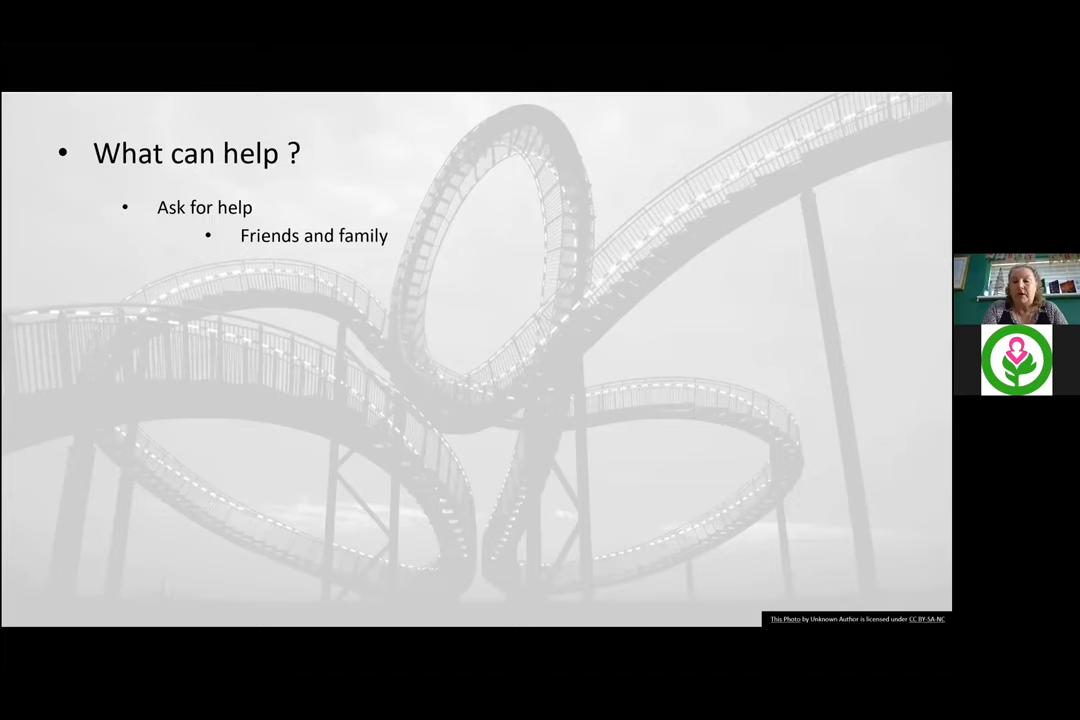 What can help ?
Ask for help
Friends and family
This Photo by Unknown Author is licensed under CC BY-SA-NC